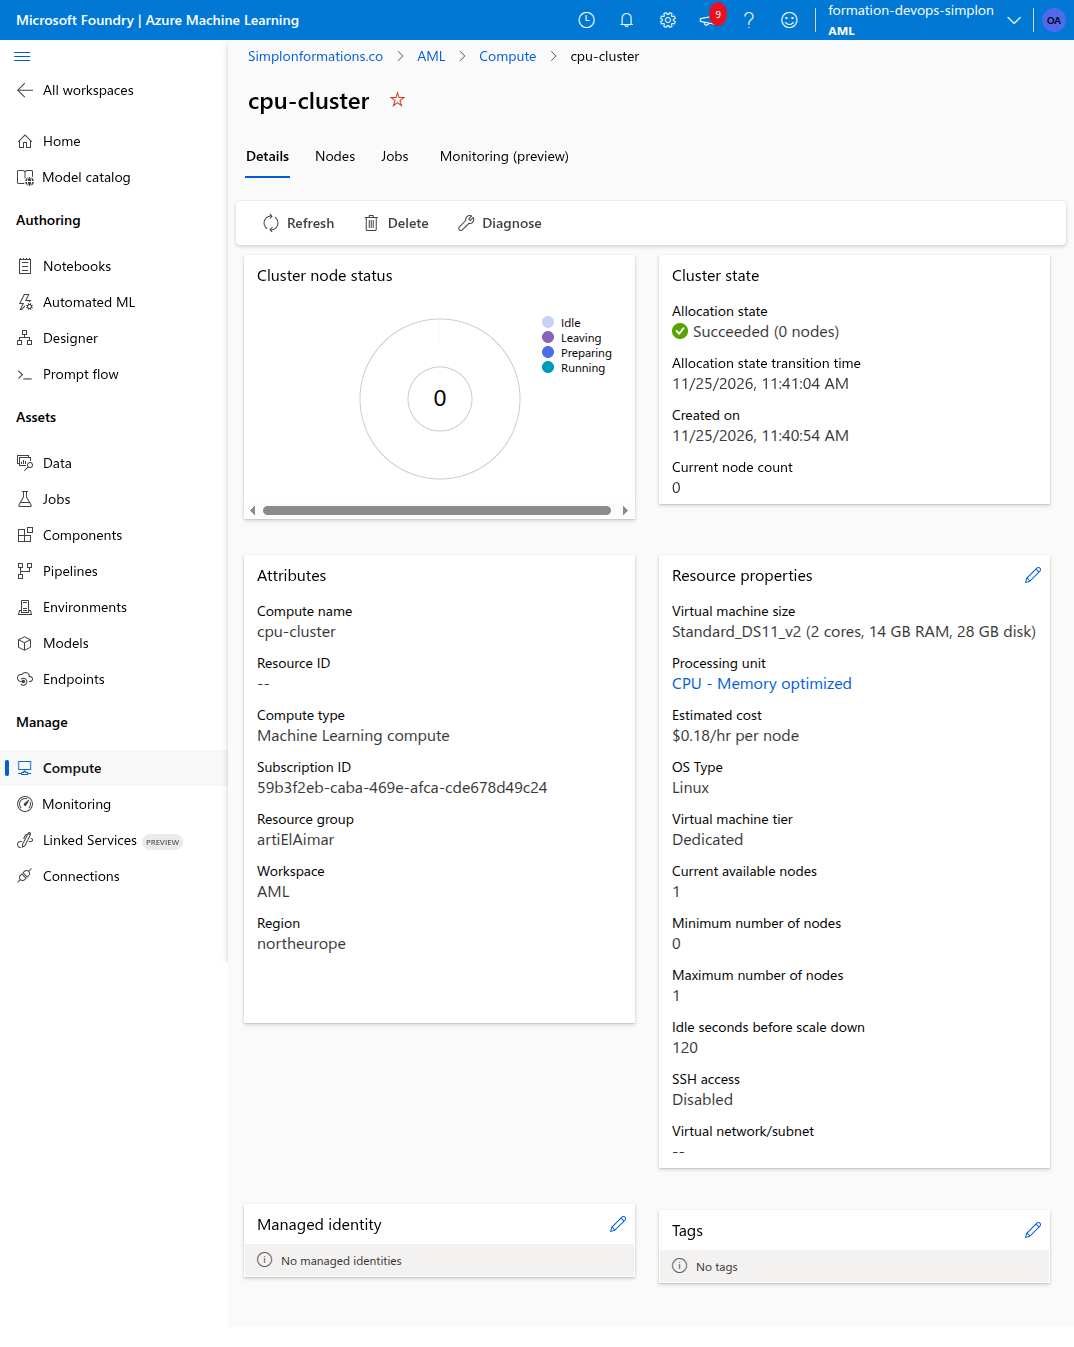 Microsoft Foundry | Azure Machine Learning
9
formation-devops-simplon
AML
OA
All workspaces
Home
Model catalog
Authoring
Notebooks
Automated ML
Designer
Prompt flow
Assets
Data
Jobs
Components
Pipelines
Environments
Models
Endpoints
Manage
Compute
Monitoring
Linked Services PREVIEW
Connections
Simplonformations.co > AML > Compute > cpu-cluster
cpu-cluster
Details Nodes Jobs Monitoring (preview)
Refresh Delete Diagnose
Cluster node status
0
Idle
Leaving
Preparing
Running
Cluster state
Allocation state
Succeeded (0 nodes)
Allocation state transition time
11/25/2026, 11:41:04 AM
Created on
11/25/2026, 11:40:54 AM
Current node count
0
Attributes
Compute name
cpu-cluster
Resource ID
--
Compute type
Machine Learning compute
Subscription ID
59b3f2eb-caba-469e-afca-cde678d49c24
Resource group
artiElAimar
Workspace
AML
Region
northeurope
Resource properties
Virtual machine size
Standard_DS11_v2 (2 cores, 14 GB RAM, 28 GB disk)
Processing unit
CPU - Memory optimized
Estimated cost
$0.18/hr per node
OS Type
Linux
Virtual machine tier
Dedicated
Current available nodes
1
Minimum number of nodes
0
Maximum number of nodes
1
Idle seconds before scale down
120
SSH access
Disabled
Virtual network/subnet
--
Managed identity
No managed identities
Tags
No tags